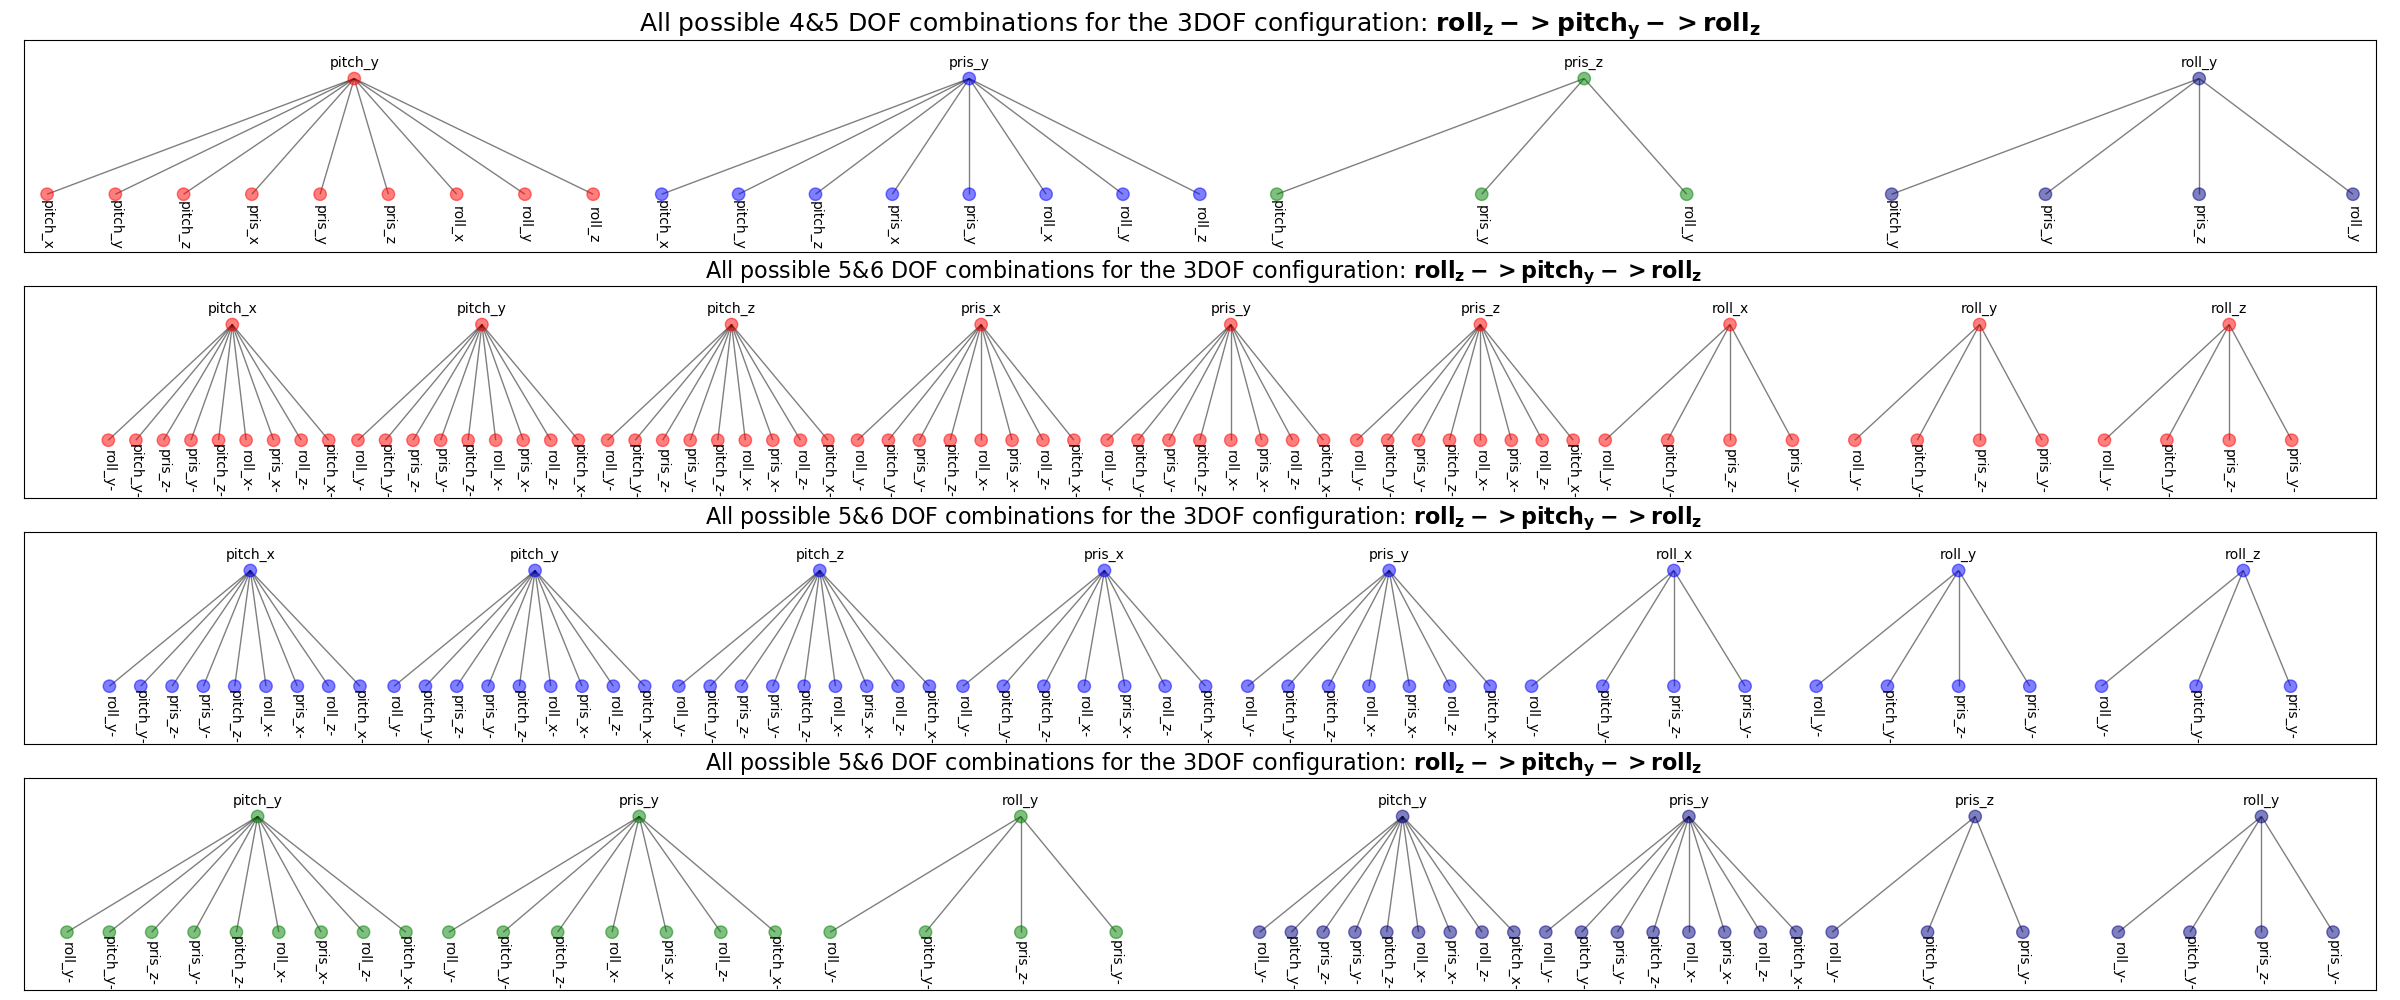 All possible 4&5 DOF combinations for the 3DOF configuration: roll_z -> pitch_y -> roll_z
pitch_y pris_y pris_z roll_y
pitch_x pitch_y pitch_z pris_x pris_y pris_z roll_x roll_y roll_z pitch_x pitch_y pitch_z pris_x pris_y roll_x roll_y roll_z pitch_y pris_y roll_y pitch_y pris_y pris_z roll_y
All possible 5&6 DOF combinations for the 3DOF configuration: roll_z -> pitch_y -> roll_z
pitch_x pitch_y pitch_z pris_x pris_y pris_z roll_x roll_y roll_z
roll_y- pitch_y- pris_z- pris_y- pitch_z- roll_x- pris_x- roll_z- pitch_x- roll_y- pitch_y- pris_z- pris_y- pitch_z- roll_x- pris_x- roll_z- pitch_x- roll_y- pitch_y- pris_z- pris_y- pitch_z- roll_x- pris_x- roll_z- pitch_x- roll_y- pitch_y- pris_y- pitch_z- roll_x- pris_x- roll_z- pitch_x- roll_y- pitch_y- pris_y- pitch_z- roll_x- pris_x- roll_z- pitch_x- roll_y- pitch_y- pris_y- pitch_z- roll_x- pris_x- roll_z- pitch_x- roll_y- pitch_y- pris_z- pris_y- roll_y- pitch_y- pris_z- pris_y- roll_y- pitch_y- pris_z- pris_y-
All possible 5&6 DOF combinations for the 3DOF configuration: roll_z -> pitch_y -> roll_z
pitch_x pitch_y pitch_z pris_x pris_y roll_x roll_y roll_z
roll_y- pitch_y- pris_z- pris_y- pitch_z- roll_x- pris_x- roll_z- pitch_x- roll_y- pitch_y- pris_z- pris_y- pitch_z- roll_x- pris_x- roll_z- pitch_x- roll_y- pitch_y- pris_z- pris_y- pitch_z- roll_x- pris_x- roll_z- pitch_x- roll_y- pitch_y- pitch_z- roll_x- pris_x- roll_z- pitch_x- roll_y- pitch_y- pitch_z- roll_x- pris_x- roll_z- pitch_x- roll_y- pitch_y- pris_z- pris_y- roll_y- pitch_y- pris_z- pris_y- roll_y- pitch_y- pris_y-
All possible 5&6 DOF combinations for the 3DOF configuration: roll_z -> pitch_y -> roll_z
pitch_y pris_y roll_y pitch_y pris_y pris_z roll_y
roll_y- pitch_y- pris_z- pris_y- pitch_z- roll_x- pris_x- roll_z- pitch_x- roll_y- pitch_y- pitch_z- roll_x- pris_x- roll_z- pitch_x- roll_y- pitch_y- pris_z- pris_y- roll_y- pitch_y- pris_z- pris_y- pitch_z- roll_x- pris_x- roll_z- pitch_x- roll_y- pitch_y- pris_y- pitch_z- roll_x- pris_x- roll_z- pitch_x- roll_y- pitch_y- pris_y- roll_y- pitch_y- pris_z- pris_y-